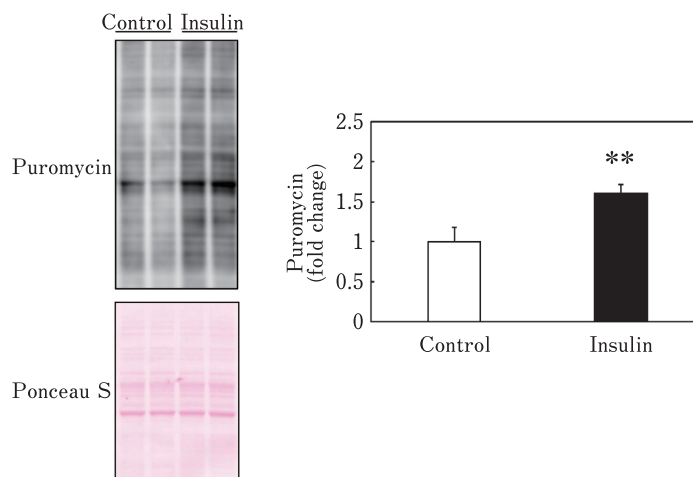 Control Insulin
Puromycin
Ponceau S
Puromycin
(fold change)
2.5
2
1.5
1
0.5
0
**
Control
Insulin